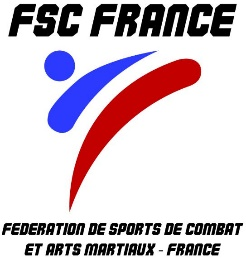 FSC FRANCE
FEDERATION DE SPORTS DE COMBAT
ET ARTS MARTIAUX - FRANCE